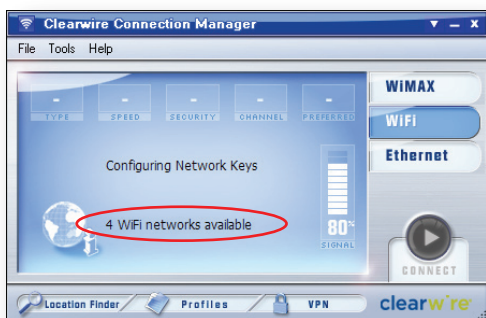 Clearwire Connection Manager
File Tools Help
- - - - -
TYPE SPEED SECURITY CHANNEL PREFERRED
WiMAX
WiFi
Ethernet
Configuring Network Keys
4 WiFi networks available
80%
SIGNAL
CONNECT
Location Finder Profiles VPN
clearwire